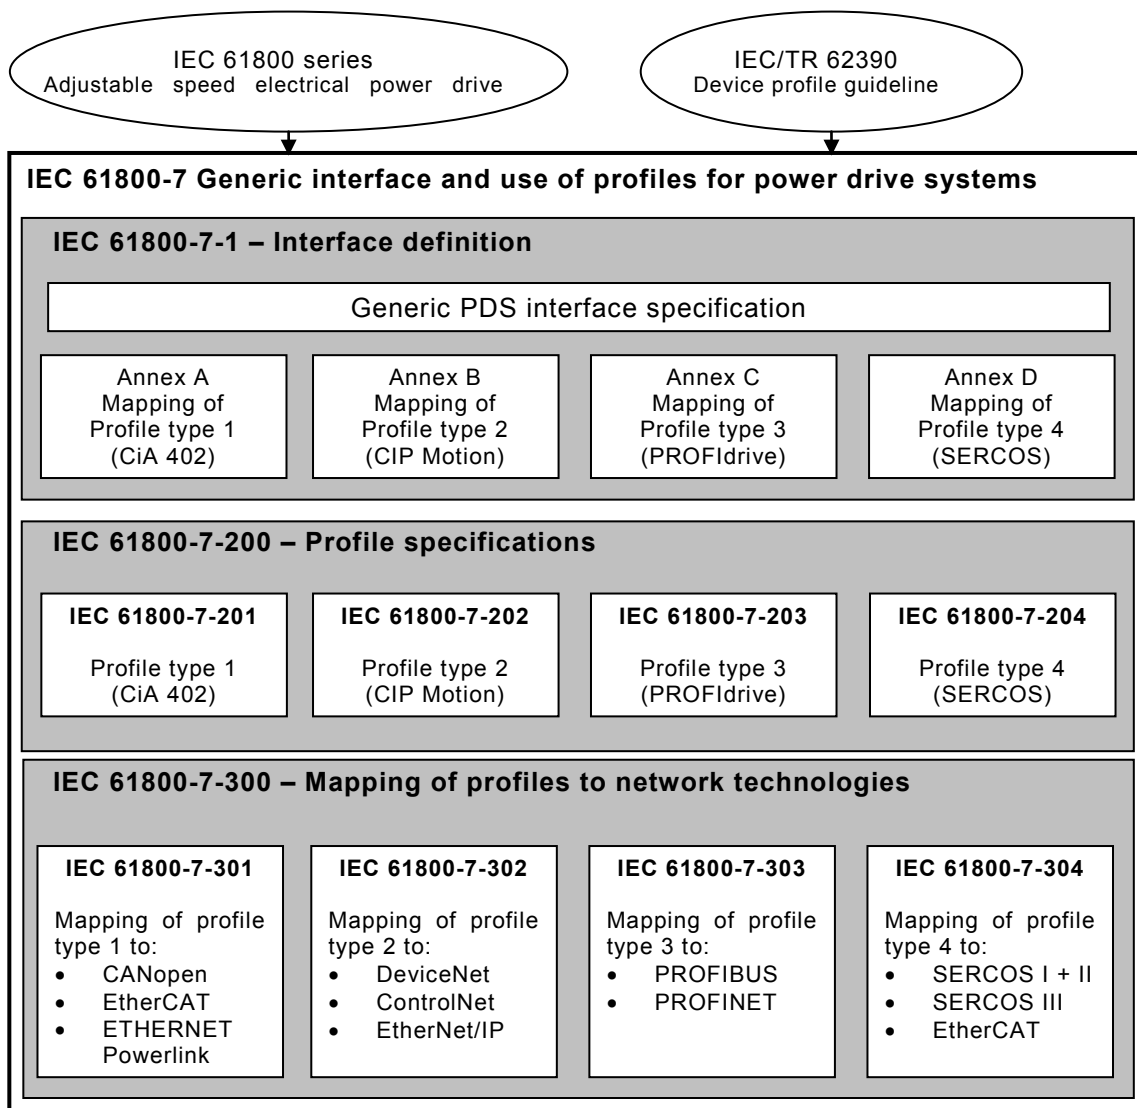 IEC 61800 series
Adjustable speed electrical power drive
IEC/TR 62390
Device profile guideline
IEC 61800-7 Generic interface and use of profiles for power drive systems
IEC 61800-7-1 – Interface definition
Generic PDS interface specification
Annex A
Mapping of
Profile type 1
(CiA 402)
Annex B
Mapping of
Profile type 2
(CIP Motion)
Annex C
Mapping of
Profile type 3
(PROFIdrive)
Annex D
Mapping of
Profile type 4
(SERCOS)
IEC 61800-7-200 – Profile specifications
IEC 61800-7-201
Profile type 1
(CiA 402)
IEC 61800-7-202
Profile type 2
(CIP Motion)
IEC 61800-7-203
Profile type 3
(PROFIdrive)
IEC 61800-7-204
Profile type 4
(SERCOS)
IEC 61800-7-300 – Mapping of profiles to network technologies
IEC 61800-7-301
Mapping of profile
type 1 to:
• CANopen
• EtherCAT
• ETHERNET
Powerlink
IEC 61800-7-302
Mapping of profile
type 2 to:
• DeviceNet
• ControlNet
• EtherNet/IP
IEC 61800-7-303
Mapping of profile
type 3 to:
• PROFIBUS
• PROFINET
IEC 61800-7-304
Mapping of profile
type 4 to:
• SERCOS I + II
• SERCOS III
• EtherCAT